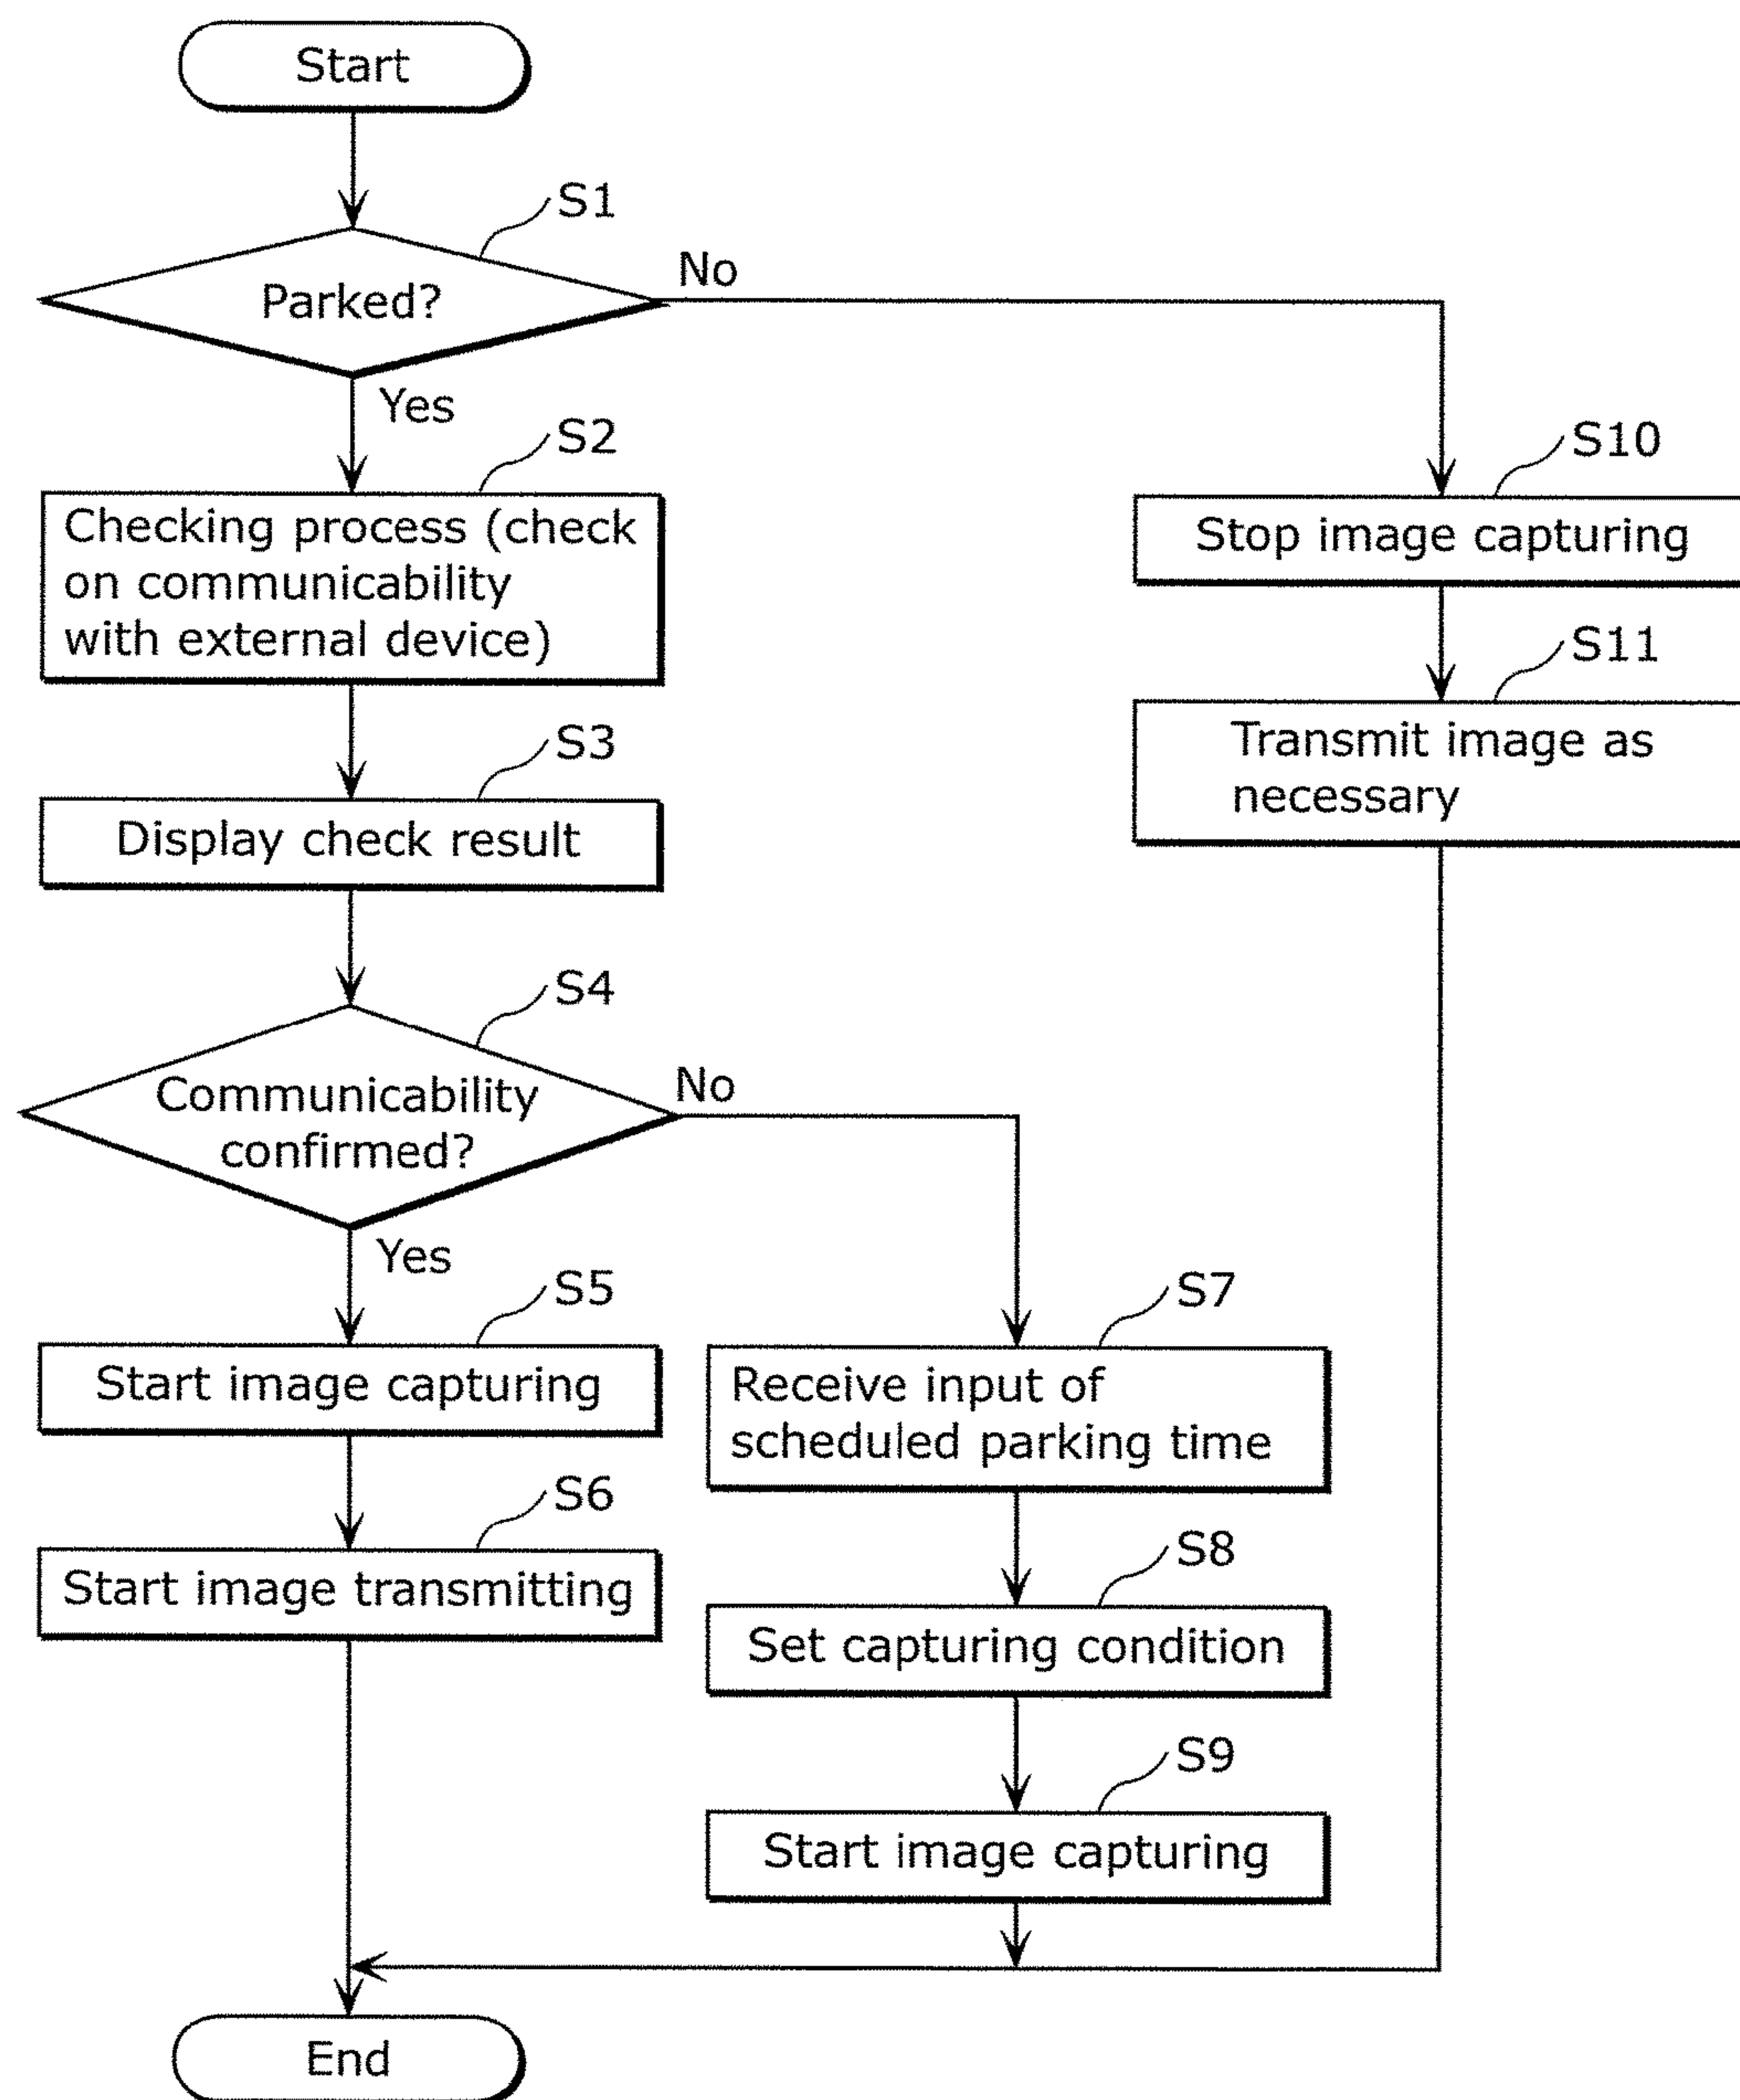 Start
S1
Parked?
No
Yes
S2
Checking process (check
on communicability
with external device)
S10
Stop image capturing
S11
Transmit image as
necessary
S3
Display check result
S4
Communicability
confirmed?
No
Yes
S5
Start image capturing
S6
Start image transmitting
S7
Receive input of
scheduled parking time
S8
Set capturing condition
S9
Start image capturing
End